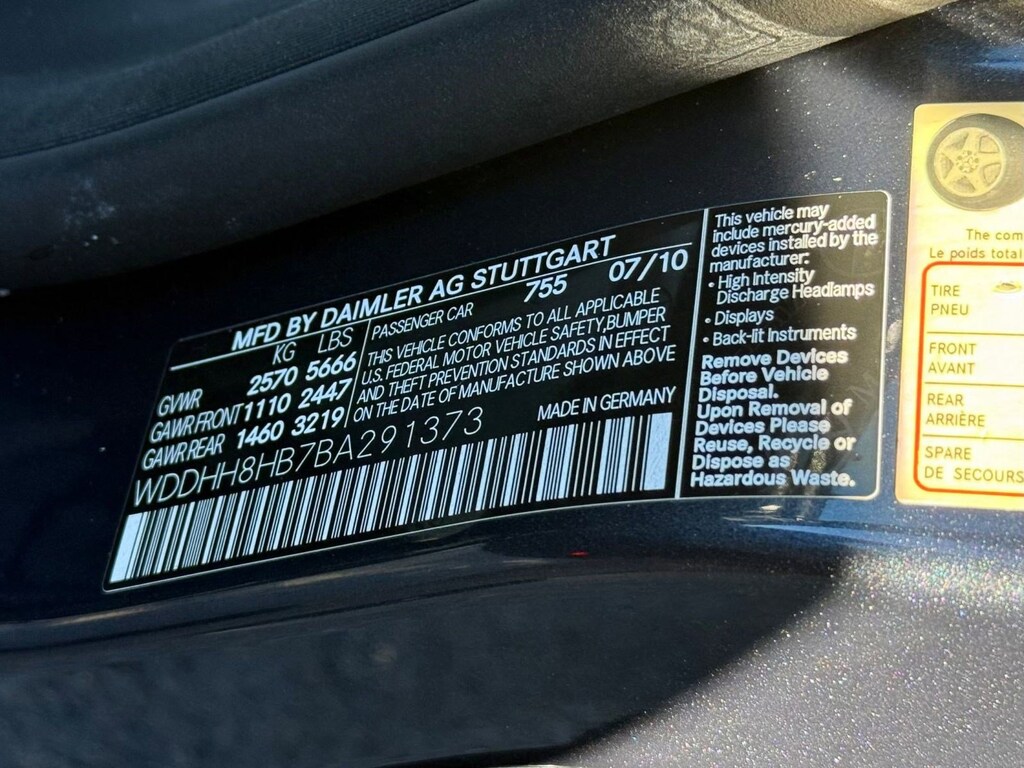 MFD BY DAIMLER AG STUTTGART
KG LBS
GVWR 2570 5666
GAWR FRONT 1110 2447
GAWR REAR 1460 3219
PASSENGER CAR 755 07/10
THIS VEHICLE CONFORMS TO ALL APPLICABLE
U.S. FEDERAL MOTOR VEHICLE SAFETY,BUMPER
AND THEFT PREVENTION STANDARDS IN EFFECT
ON THE DATE OF MANUFACTURE SHOWN ABOVE
WDDHH8HB7BA291373
MADE IN GERMANY
This vehicle may
include mercury-added
devices installed by the
manufacturer:
• High Intensity
Discharge Headlamps
• Displays
• Back-lit Instruments
Remove Devices
Before Vehicle
Disposal.
Upon Removal of
Devices Please
Reuse, Recycle or
Dispose as
Hazardous Waste.
The com
Le poids total
TIRE
PNEU
FRONT
AVANT
REAR
ARRIÈRE
SPARE
DE SECOURS